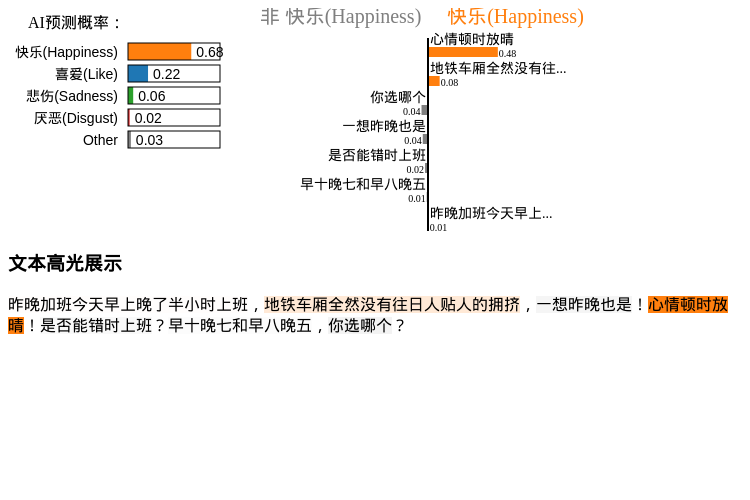 AI预测概率：
快乐(Happiness) 0.68
喜爱(Like) 0.22
悲伤(Sadness) 0.06
厌恶(Disgust) 0.02
Other 0.03
非 快乐(Happiness) 快乐(Happiness)
心情顿时放晴
0.48
地铁车厢全然没有往...
0.08
你选哪个
0.04
一想昨晚也是
0.04
是否能错时上班
0.02
早十晚七和早八晚五
0.01
昨晚加班今天早上...
0.01
文本高光展示
昨晚加班今天早上晚了半小时上班，地铁车厢全然没有往日人贴人的拥挤，一想昨晚也是！心情顿时放
晴！是否能错时上班？早十晚七和早八晚五，你选哪个？